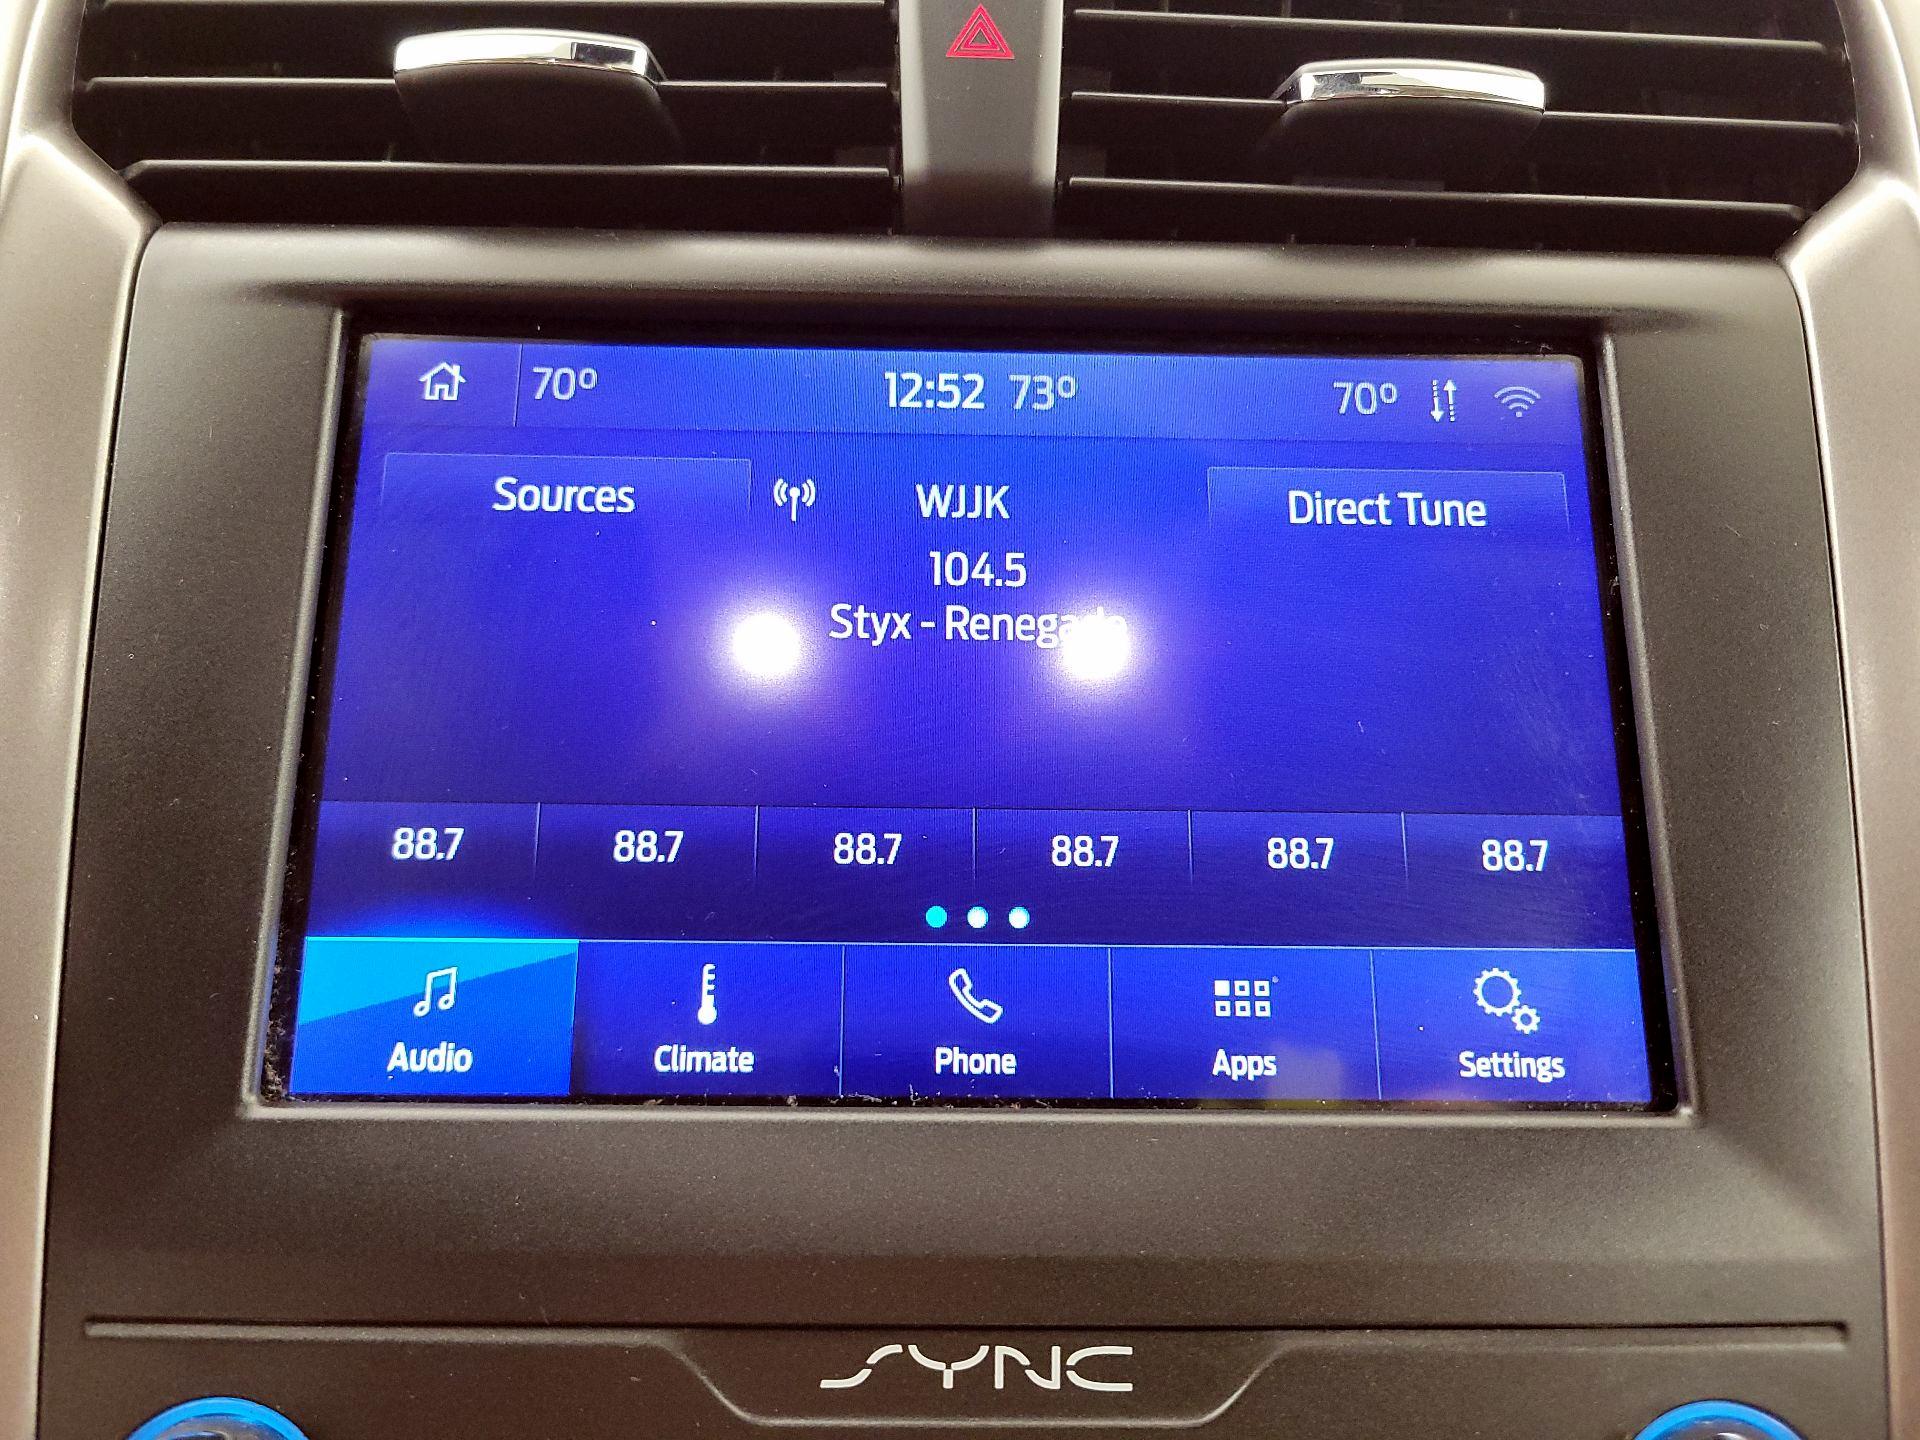 70° 12:52 73° 70°
Sources WJJK Direct Tune
104.5
Styx - Renegade
88.7 88.7 88.7 88.7 88.7 88.7
Audio Climate Phone Apps Settings
SYNC